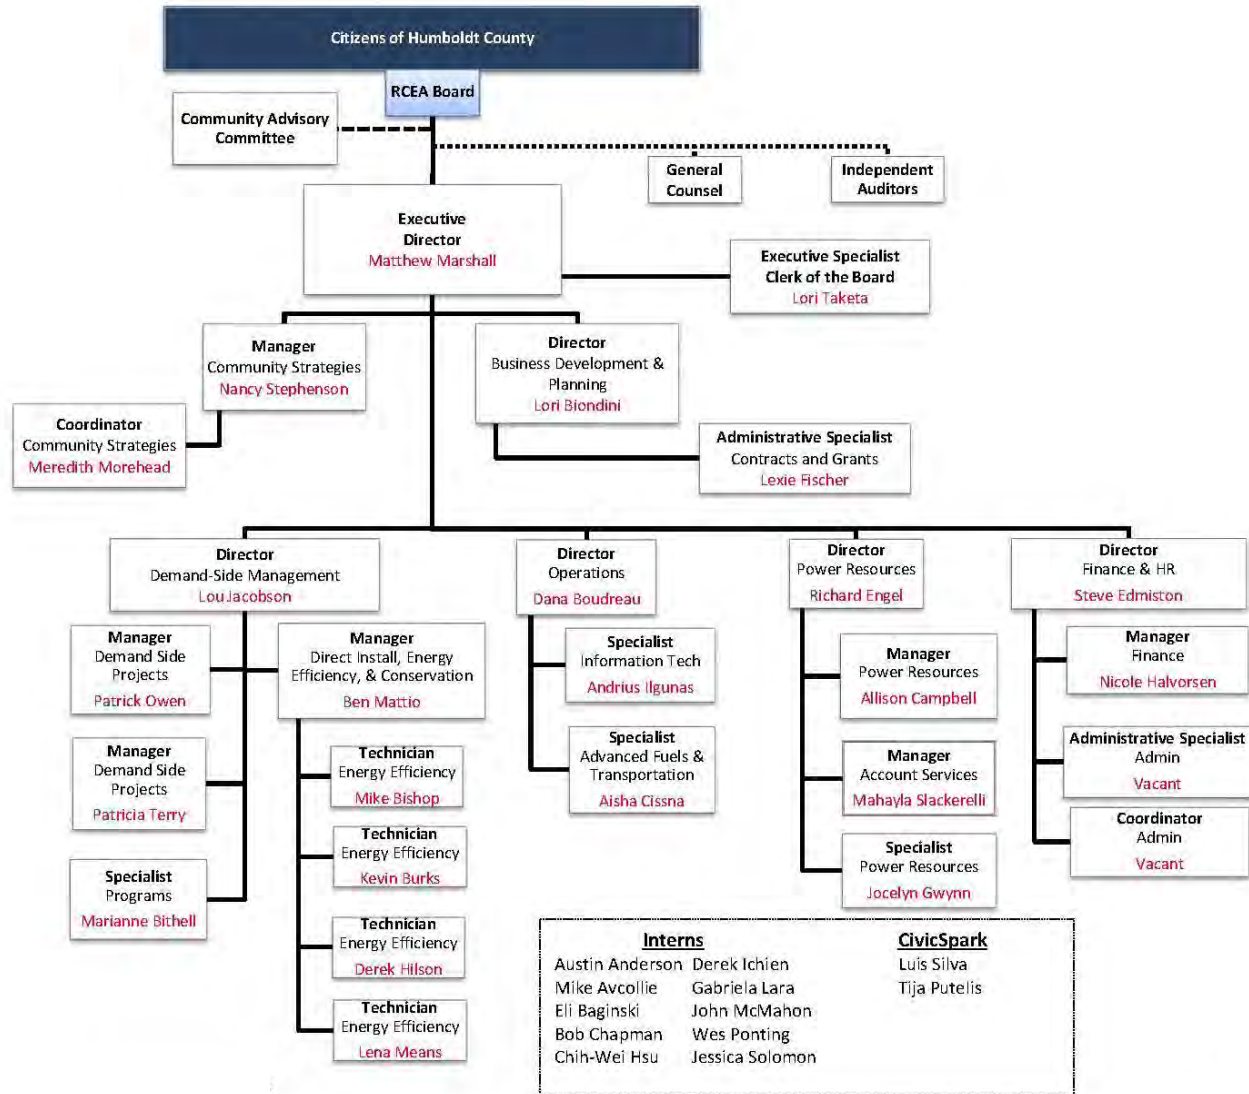 Citizens of Humboldt County
RCEA Board
Community Advisory
Committee
General
Counsel
Independent
Auditors
Executive
Director
Matthew Marshall
Executive Specialist
Clerk of the Board
Lori Taketa
Manager
Community Strategies
Nancy Stephenson
Director
Business Development &
Planning
Lori Biondini
Coordinator
Community Strategies
Meredith Morehead
Administrative Specialist
Contracts and Grants
Lexie Fischer
Director
Demand-Side Management
Lou Jacobson
Director
Operations
Dana Boudreau
Director
Power Resources
Richard Engel
Director
Finance & HR
Steve Edmiston
Manager
Demand Side
Projects
Patrick Owen
Manager
Direct Install, Energy
Efficiency, & Conservation
Ben Mattio
Specialist
Information Tech
Andrius Ilgunas
Manager
Power Resources
Allison Campbell
Manager
Finance
Nicole Halvorsen
Manager
Demand Side
Projects
Patricia Terry
Technician
Energy Efficiency
Mike Bishop
Specialist
Advanced Fuels &
Transportation
Aisha Cissna
Manager
Account Services
Mahayla Slackerelli
Administrative Specialist
Admin
Vacant
Technician
Energy Efficiency
Kevin Burks
Coordinator
Admin
Vacant
Specialist
Programs
Marianne Bithell
Specialist
Power Resources
Jocelyn Gwynn
Technician
Energy Efficiency
Derek Hilson
Technician
Energy Efficiency
Lena Means
Interns
Austin Anderson Derek Ichien
Mike Avcollie Gabriela Lara
Eli Baginski John McMahon
Bob Chapman Wes Ponting
Chih-Wei Hsu Jessica Solomon
CivicSpark
Luis Silva
Tija Putelis